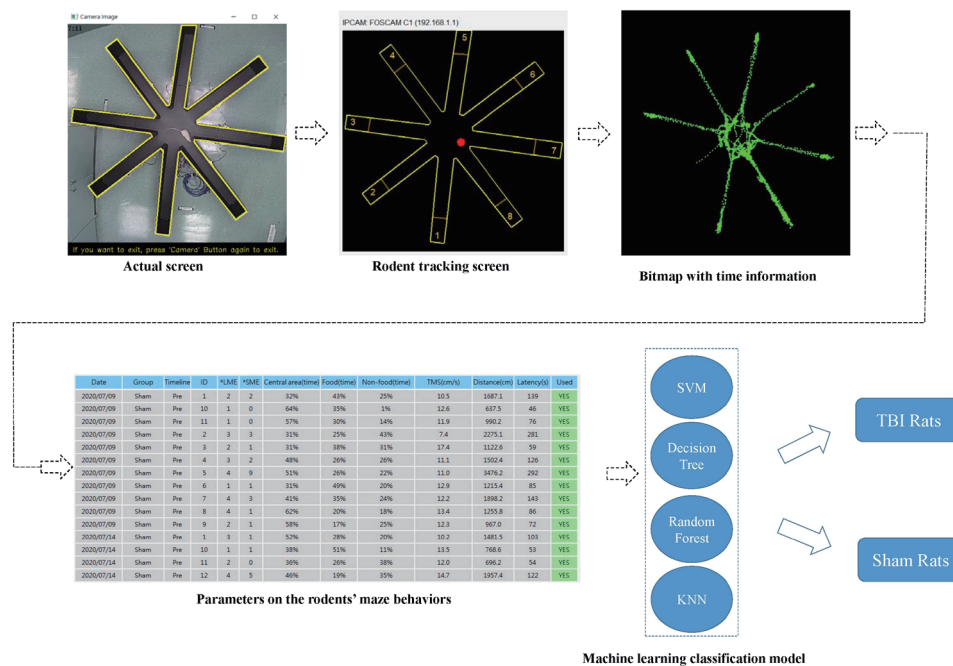 Camera Image
7:11
If you want to exit, press 'Camera' Button again to exit.
Actual screen
IPCAM: FOSCAM C1 (192.168.1.1)
5
4
6
3
7
2
8
1
Rodent tracking screen
Bitmap with time information
Date Group Timeline ID *LME *SME Central area(time) Food(time) Non-food(time) TMS(cm/s) Distance(cm) Latency(s) Used
2020/07/09 Sham Pre 1 2 2 32% 43% 25% 10.5 1687.1 139 YES
2020/07/09 Sham Pre 10 1 0 64% 35% 1% 12.6 637.5 46 YES
2020/07/09 Sham Pre 11 1 0 57% 30% 14% 11.9 990.2 76 YES
2020/07/09 Sham Pre 2 3 3 31% 25% 43% 7.4 2275.1 281 YES
2020/07/09 Sham Pre 3 2 1 31% 38% 31% 17.4 1122.6 59 YES
2020/07/09 Sham Pre 4 3 2 48% 26% 26% 11.1 1502.4 126 YES
2020/07/09 Sham Pre 5 4 9 51% 26% 22% 11.0 3476.2 292 YES
2020/07/09 Sham Pre 6 1 1 31% 49% 20% 12.9 1215.4 85 YES
2020/07/09 Sham Pre 7 4 3 41% 35% 24% 12.2 1898.2 143 YES
2020/07/09 Sham Pre 8 4 1 62% 20% 18% 13.4 1255.8 86 YES
2020/07/09 Sham Pre 9 2 1 58% 17% 25% 12.3 967.0 72 YES
2020/07/14 Sham Pre 1 3 1 52% 28% 20% 10.2 1481.5 103 YES
2020/07/14 Sham Pre 10 1 1 38% 51% 11% 13.5 768.6 53 YES
2020/07/14 Sham Pre 11 2 0 36% 26% 38% 12.0 696.2 54 YES
2020/07/14 Sham Pre 12 4 5 46% 19% 35% 14.7 1957.4 122 YES
Parameters on the rodents' maze behaviors
SVM
Decision
Tree
Random
Forest
KNN
TBI Rats
Sham Rats
Machine learning classification model